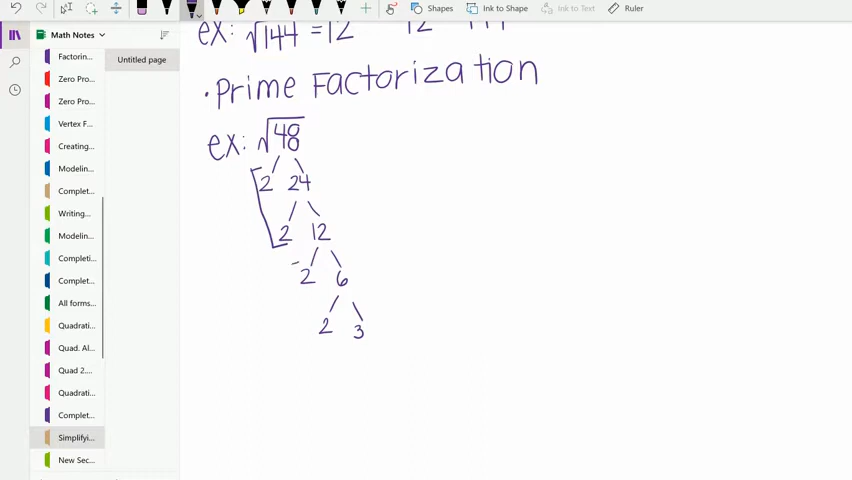 Shapes
Ink to Shape
Ink to Text
Ruler
Math Notes
Untitled page
Factorin...
Zero Pro...
Zero Pro...
Vertex F...
Creating...
Modelin...
Complet...
Writing...
Modelin...
Completi...
Complet...
All forms...
Quadrati...
Quad. Al...
Quad 2....
Quadrati...
Complet...
Simplifyi...
New Sec...
ex: √144 = 12
• Prime Factorization
ex: √48
2 24
2 12
2 6
2 3